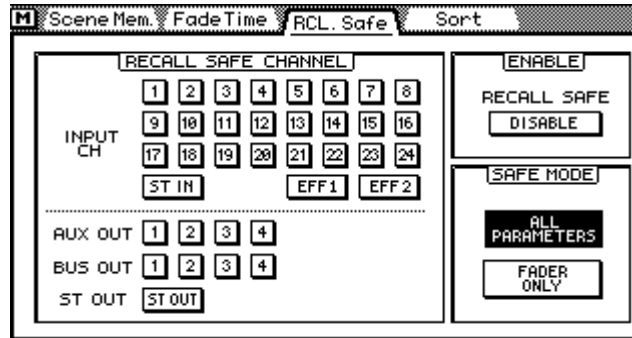 M Scene Mem. Fade Time RCL. Safe Sort
RECALL SAFE CHANNEL
1 2 3 4 5 6 7 8
9 10 11 12 13 14 15 16
INPUT CH
17 18 19 20 21 22 23 24
ST IN EFF1 EFF2
AUX OUT 1 2 3 4
BUS OUT 1 2 3 4
ST OUT ST OUT
ENABLE
RECALL SAFE
DISABLE
SAFE MODE
ALL
PARAMETERS
FADER
ONLY